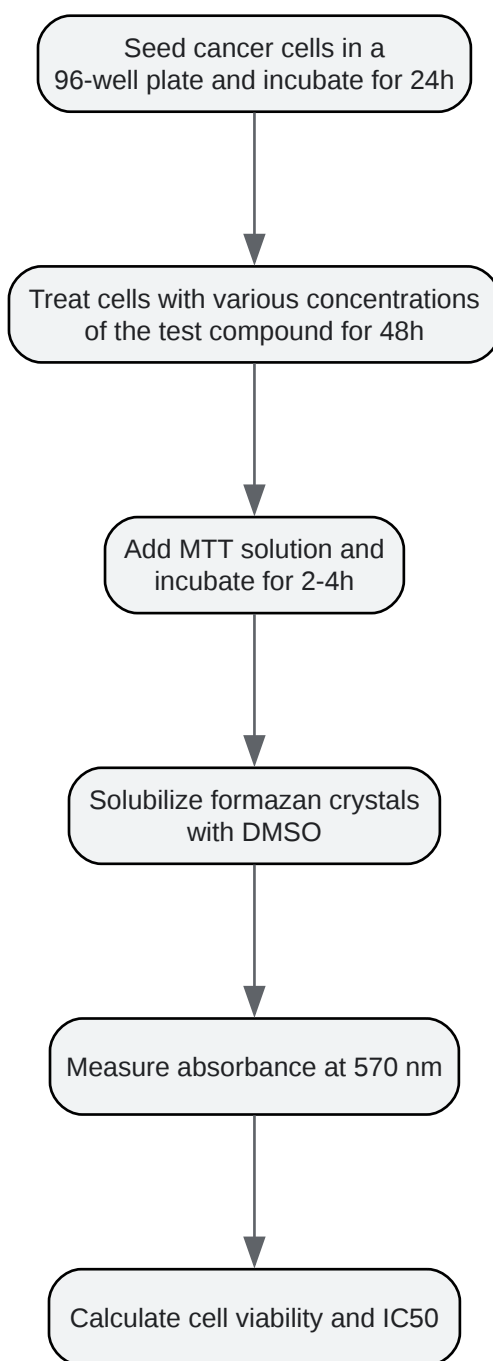 Seed cancer cells in a
96-well plate and incubate for 24h
Treat cells with various concentrations
of the test compound for 48h
Add MTT solution and
incubate for 2-4h
Solubilize formazan crystals
with DMSO
Measure absorbance at 570 nm
Calculate cell viability and IC50